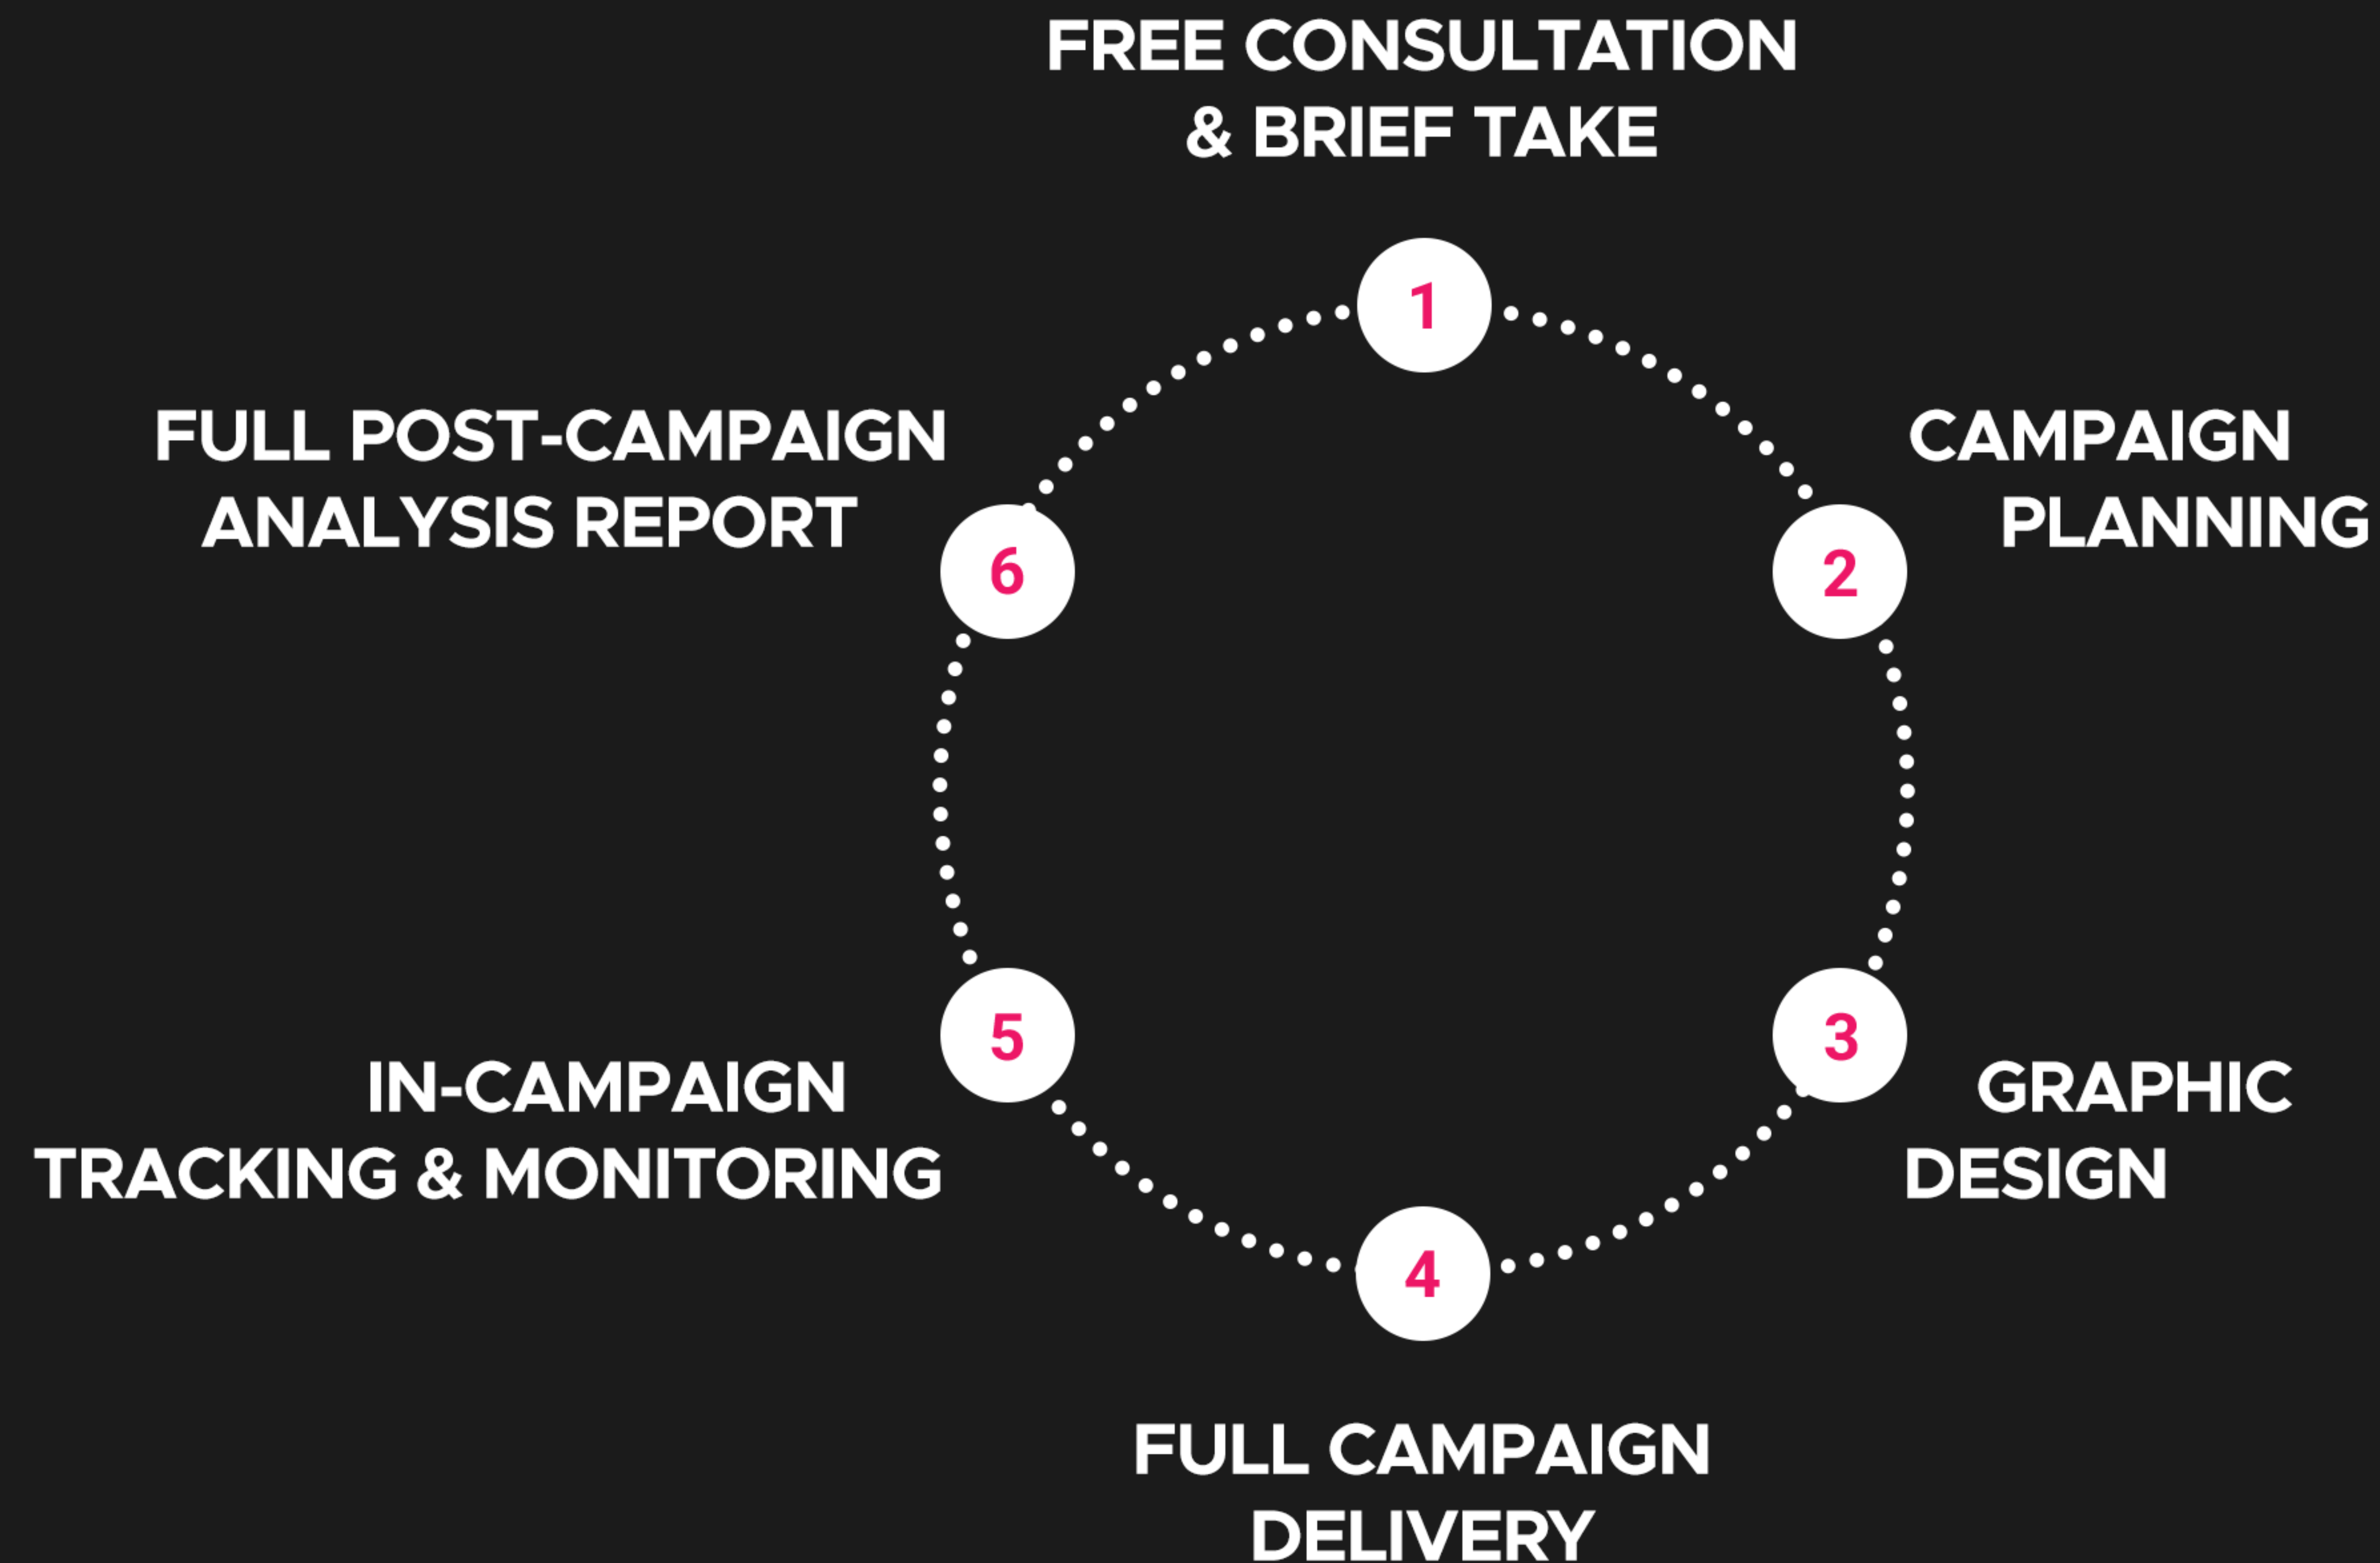 FREE CONSULTATION
& BRIEF TAKE
1
CAMPAIGN
PLANNING
2
GRAPHIC
DESIGN
3
FULL CAMPAIGN
DELIVERY
4
IN-CAMPAIGN
TRACKING & MONITORING
5
FULL POST-CAMPAIGN
ANALYSIS REPORT
6